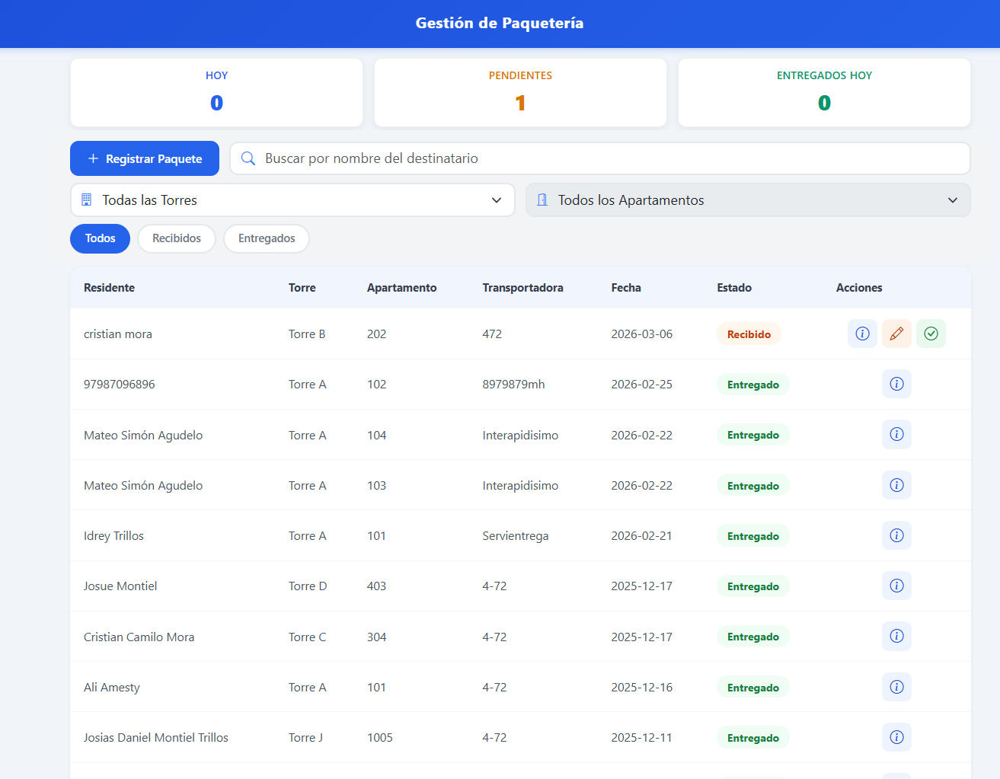 Gestión de Paquetería
HOY
0
PENDIENTES
1
ENTREGADOS HOY
0
Registrar Paquete
Buscar por nombre del destinatario
Todas las Torres
Todos los Apartamentos
Todos Recibidos Entregados
Residente Torre Apartamento Transportadora Fecha Estado Acciones
cristian mora Torre B 202 472 2026-03-06 Recibido
97987096896 Torre A 102 8979879mh 2026-02-25 Entregado
Mateo Simón Agudelo Torre A 104 Interapidisimo 2026-02-22 Entregado
Mateo Simón Agudelo Torre A 103 Interapidisimo 2026-02-22 Entregado
Idrey Trillos Torre A 101 Servientrega 2026-02-21 Entregado
Josue Montiel Torre D 403 4-72 2025-12-17 Entregado
Cristian Camilo Mora Torre C 304 4-72 2025-12-17 Entregado
Ali Amesty Torre A 101 4-72 2025-12-16 Entregado
Josias Daniel Montiel Trillos Torre J 1005 4-72 2025-12-11 Entregado